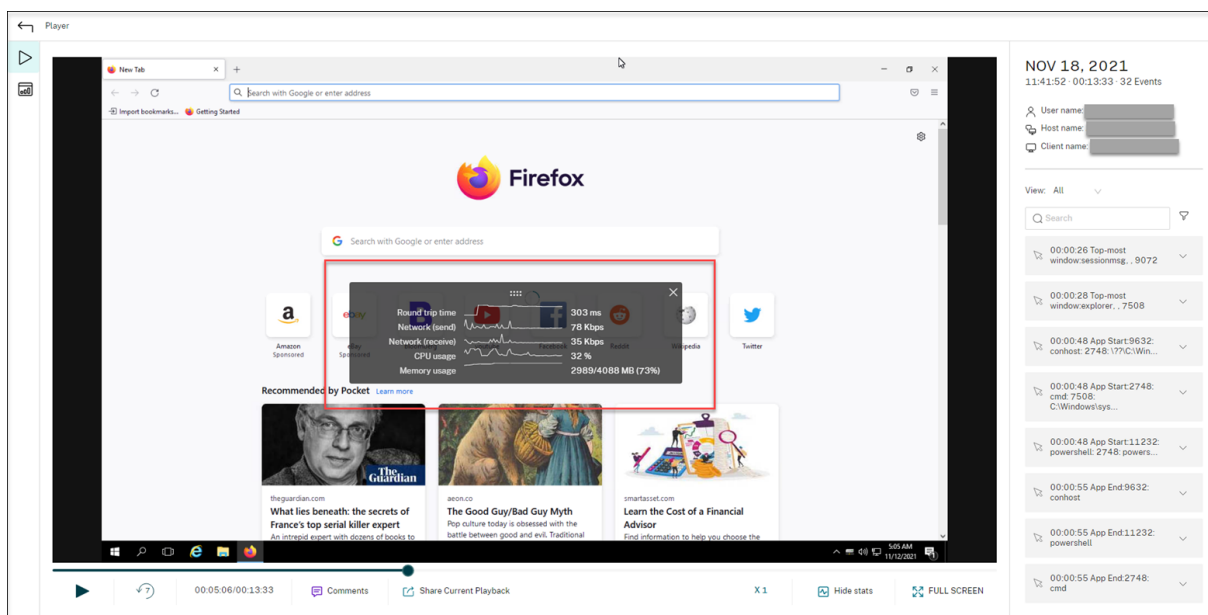 Player
New Tab
Search with Google or enter address
Import bookmarks... Getting Started
Firefox
Search with Google or enter address
Round trip time 303 ms
Network (send) 78 Kbps
Network (receive) 35 Kbps
CPU usage 32 %
Memory usage 2989/4088 MB (73%)
a ebay
Amazon
Sponsored
eBay
Facebook Reddit Wikipedia Twitter
Recommended by Pocket Learn more
The
Guardian
theguardian.com
What lies beneath: the secrets of
France's top serial killer expert
An intrepid expert with dozens of books to
aeon.co
The Good Guy/Bad Guy Myth
Pop culture today is obsessed with the
battle between good and evil. Traditional
smartasset.com
Learn the Cost of a Financial
Advisor
Find information to help you choose the
5:05 AM
11/12/2021
7 00:05:06/00:13:33 Comments Share Current Playback X 1 Hide stats FULL SCREEN
NOV 18, 2021
11:41:52 · 00:13:33 · 32 Events
User name:
Host name:
Client name:
View: All
Search
00:00:26 Top-most
window:sessionmsg, , 9072
00:00:28 Top-most
window:explorer, , 7508
00:00:48 App Start:9632:
conhost: 2748: \??\C:\Win...
00:00:48 App Start:2748:
cmd: 7508:
C:\Windows\sys...
00:00:48 App Start:11232:
powershell: 2748: powers...
00:00:55 App End:9632:
conhost
00:00:55 App End:11232:
powershell
00:00:55 App End:2748:
cmd